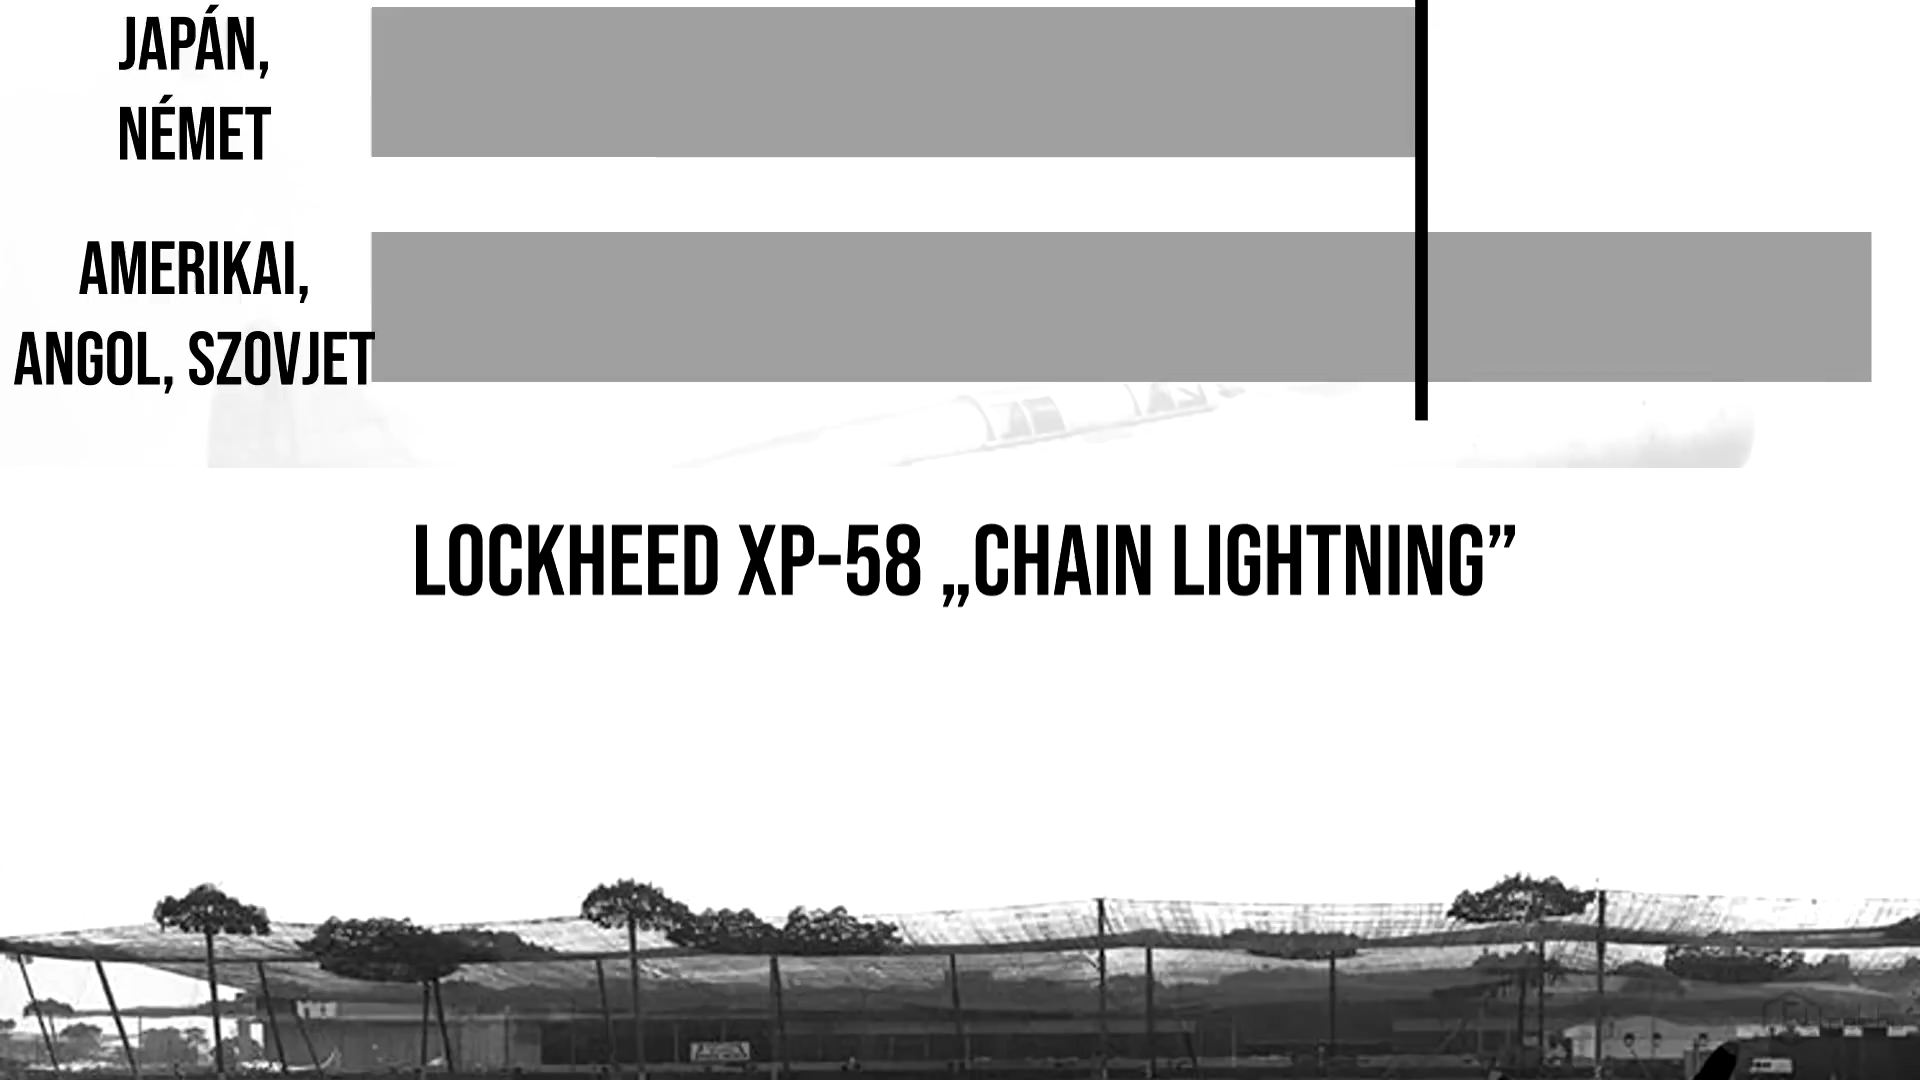 JAPÁN,
NÉMET
AMERIKAI,
ANGOL, SZOVJET
LOCKHEED XP-58 „CHAIN LIGHTNING”